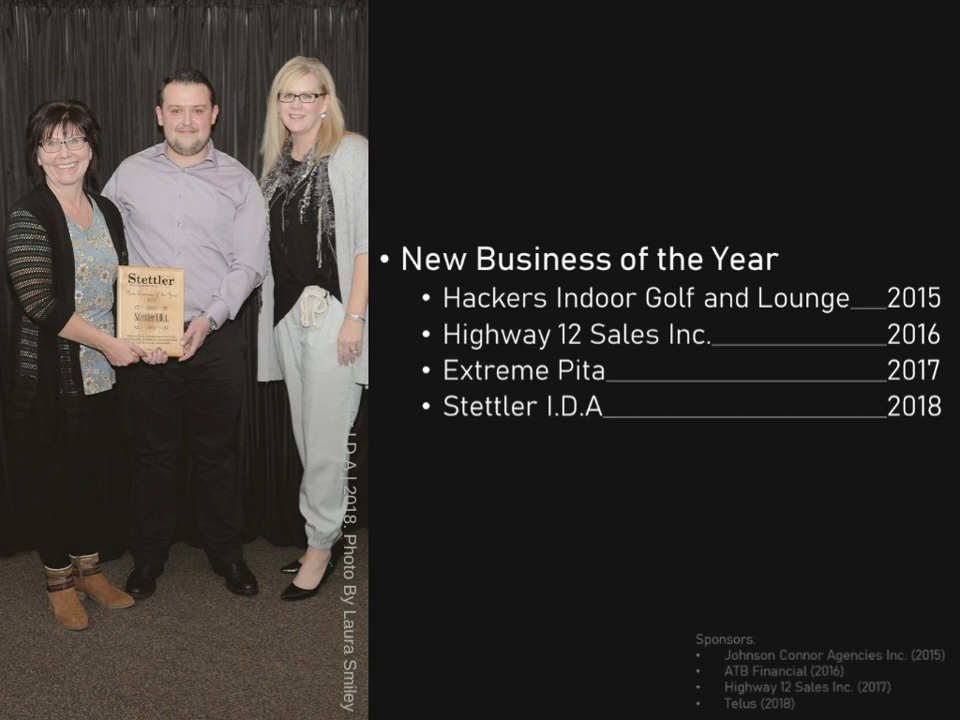 Stettler
Stettler I.D.A.
I.D.A | 2018. Photo By Laura Smiley
• New Business of the Year
• Hackers Indoor Golf and Lounge___2015
• Highway 12 Sales Inc.______________2016
• Extreme Pita______________________2017
• Stettler I.D.A______________________2018
Sponsors:
• Johnson Connor Agencies Inc. (2015)
• ATB Financial (2016)
• Highway 12 Sales Inc. (2017)
• Telus (2018)